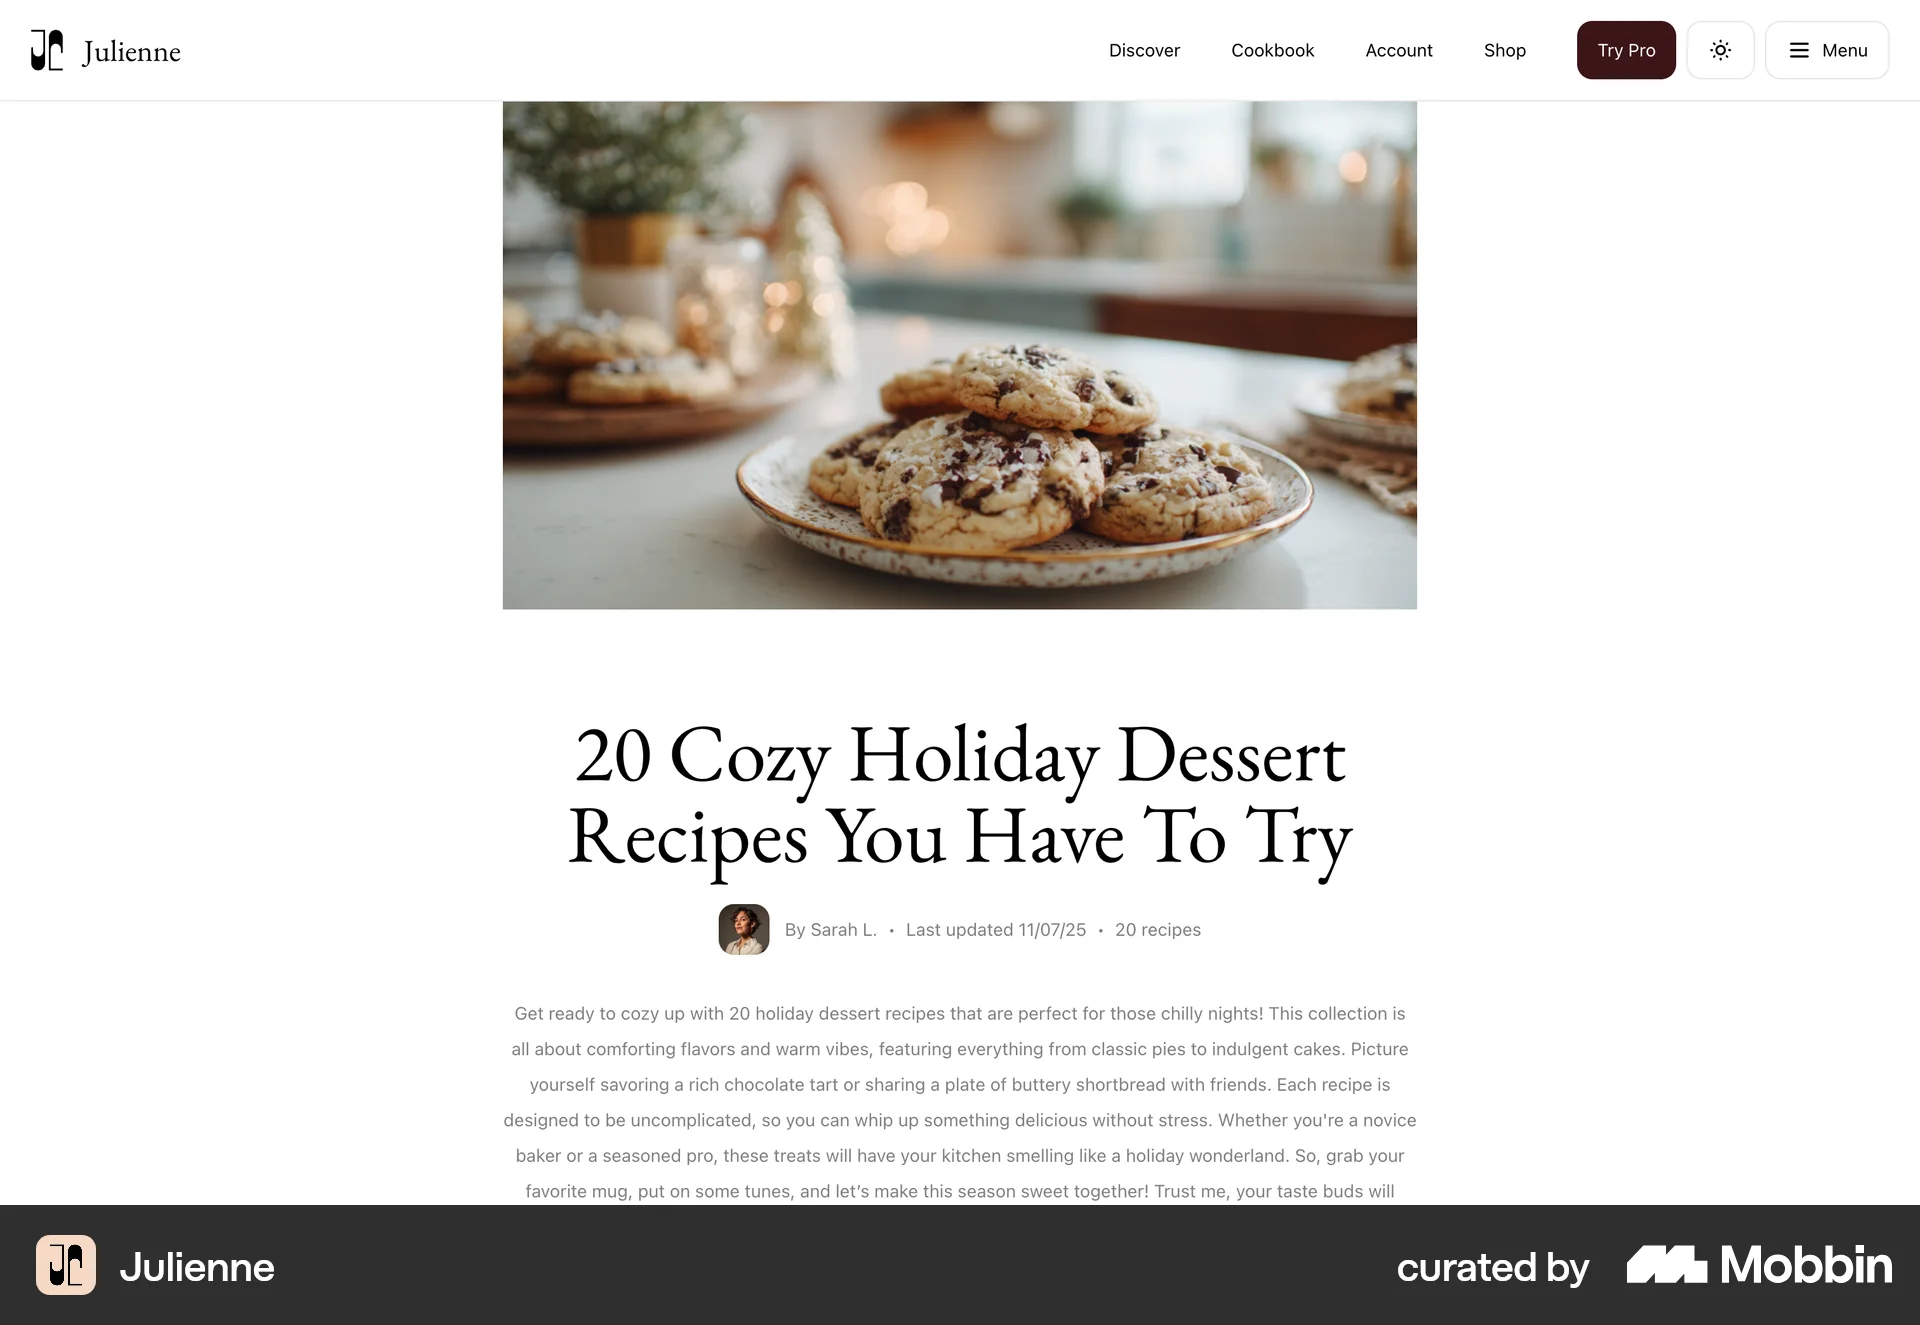 Julienne
Discover
Cookbook
Account
Shop
Try Pro
Menu
20 Cozy Holiday Dessert
Recipes You Have To Try
By Sarah L. • Last updated 11/07/25 • 20 recipes
Get ready to cozy up with 20 holiday dessert recipes that are perfect for those chilly nights! This collection is
all about comforting flavors and warm vibes, featuring everything from classic pies to indulgent cakes. Picture
yourself savoring a rich chocolate tart or sharing a plate of buttery shortbread with friends. Each recipe is
designed to be uncomplicated, so you can whip up something delicious without stress. Whether you're a novice
baker or a seasoned pro, these treats will have your kitchen smelling like a holiday wonderland. So, grab your
favorite mug, put on some tunes, and let’s make this season sweet together! Trust me, your taste buds will
Julienne
curated by Mobbin